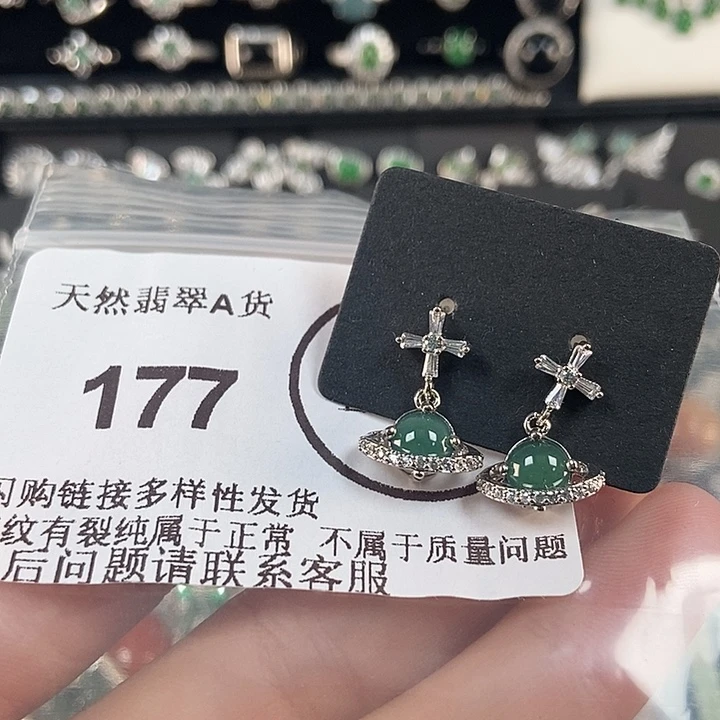 天然翡翠A货
177
购链接多样性发货
纹有裂纯属于正常 不属于质量问题
后问题请联系客服